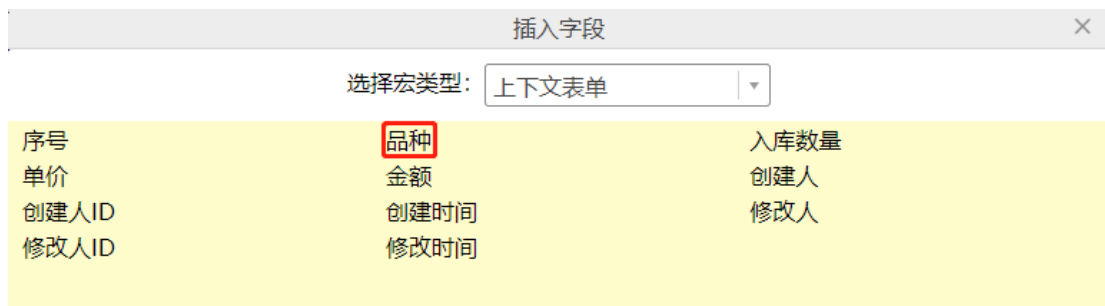 插入字段
选择宏类型： 上下文表单
序号 品种 入库数量
单价 金额 创建人
创建人ID 创建时间 修改人
修改人ID 修改时间